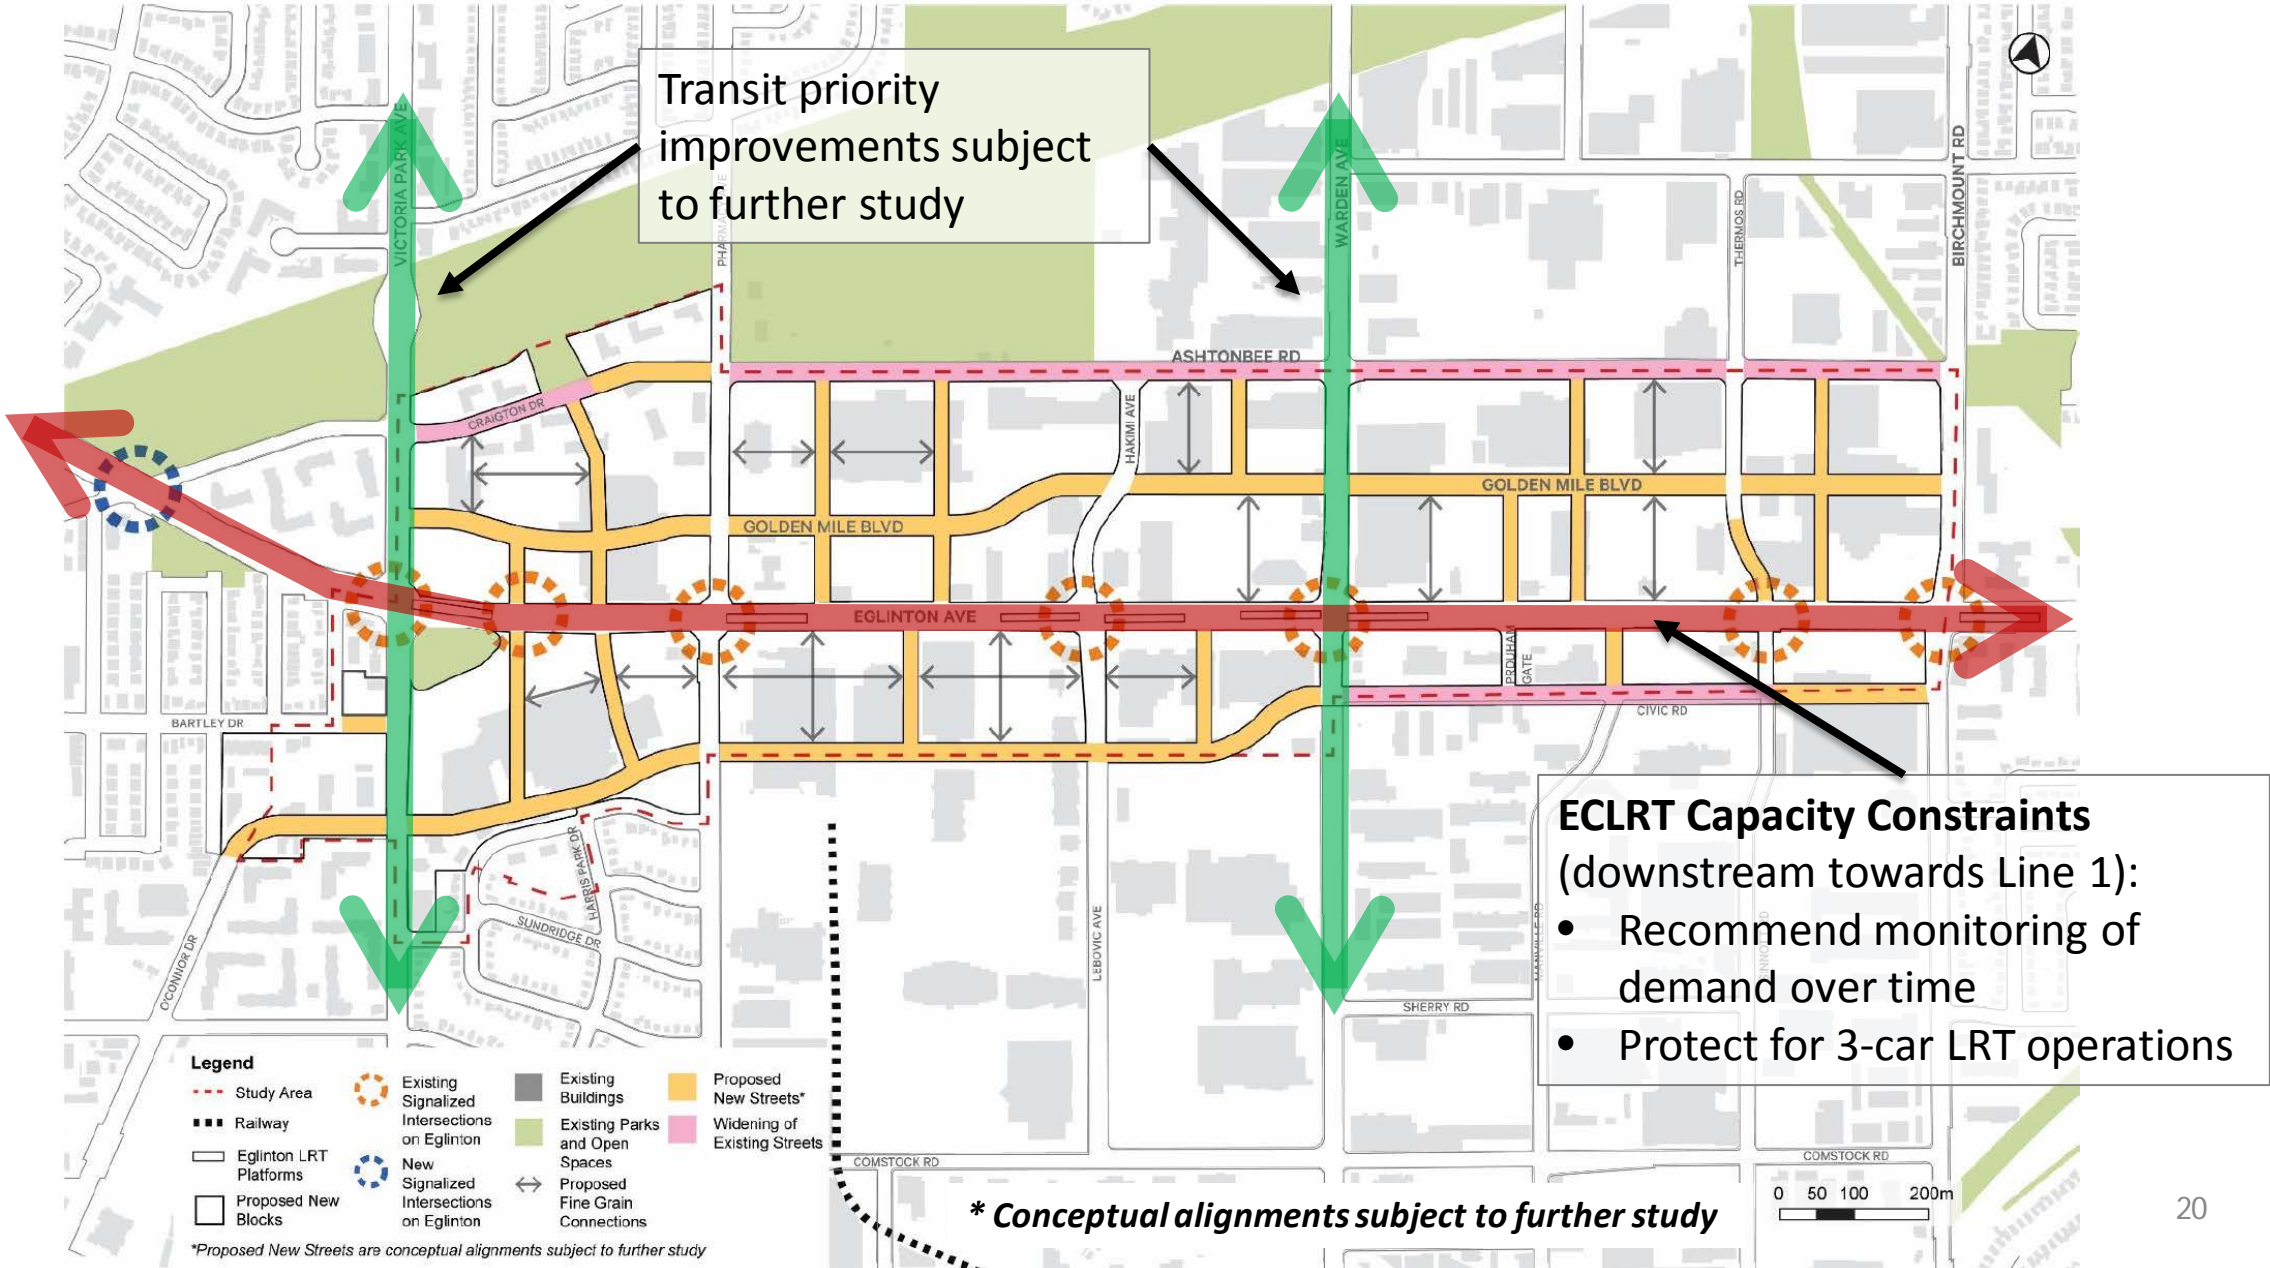 Transit priority
improvements subject
to further study
VICTORIA PARK AVE
WARDEN AVE
THERMOS RD
BIRCHMOUNT RD
ASHTONBEE RD
CRAIGTON DR
HAKIMI AVE
GOLDEN MILE BLVD
GOLDEN MILE BLVD
EGLINTON AVE
GATE
BARTLEY DR
CIVIC RD
HARRIS PARK DR
SUNDRIDGE DR
O'CONNOR DR
LEBOVIC AVE
SHERRY RD
COMSTOCK RD
COMSTOCK RD
ECLRT Capacity Constraints
(downstream towards Line 1):
• Recommend monitoring of
demand over time
• Protect for 3-car LRT operations
Legend
Study Area
Railway
Eglinton LRT
Platforms
Proposed New
Blocks
Existing
Signalized
Intersections
on Eglinton
New
Signalized
Intersections
on Eglinton
Existing
Buildings
Existing Parks
and Open
Spaces
Proposed
Fine Grain
Connections
Proposed
New Streets*
Widening of
Existing Streets
*Proposed New Streets are conceptual alignments subject to further study
* Conceptual alignments subject to further study
0 50 100 200m
20